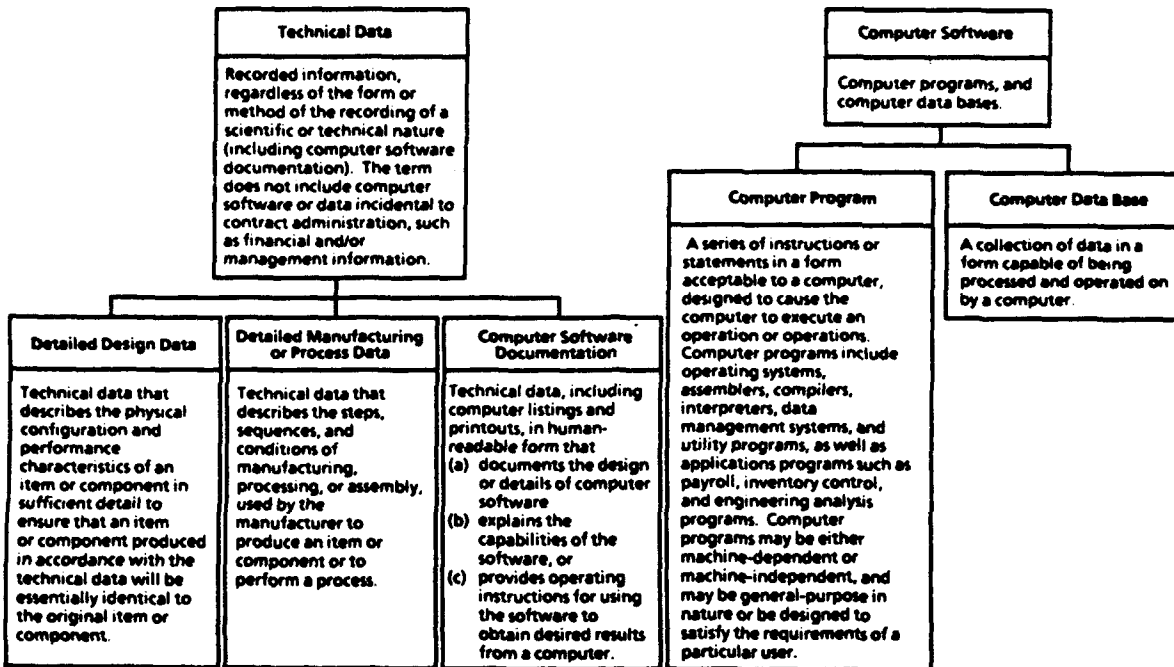 Technical Data
Recorded information,
regardless of the form or
method of the recording of a
scientific or technical nature
(including computer software
documentation). The term
does not include computer
software or data incidental to
contract administration, such
as financial and/or
management information.
Detailed Design Data
Technical data that
describes the physical
configuration and
performance
characteristics of an
item or component in
sufficient detail to
ensure that an item
or component produced
in accordance with the
technical data will be
essentially identical to
the original item or
component.
Detailed Manufacturing
or Process Data
Technical data that
describes the steps,
sequences, and
conditions of
manufacturing,
processing, or assembly,
used by the
manufacturer to
produce an item or
component or to
perform a process.
Computer Software
Documentation
Technical data, including
computer listings and
printouts, in human-
readable form that
(a) documents the design
or details of computer
software
(b) explains the
capabilities of the
software, or
(c) provides operating
instructions for using
the software to
obtain desired results
from a computer.
Computer Software
Computer programs, and
computer data bases.
Computer Program
A series of instructions or
statements in a form
acceptable to a computer,
designed to cause the
computer to execute an
operation or operations.
Computer programs include
operating systems,
assemblers, compilers,
interpreters, data
management systems, and
utility programs, as well as
applications programs such as
payroll, inventory control,
and engineering analysis
programs. Computer
programs may be either
machine-dependent or
machine-independent, and
may be general-purpose in
nature or be designed to
satisfy the requirements of a
particular user.
Computer Data Base
A collection of data in a
form capable of being
processed and operated on
by a computer.